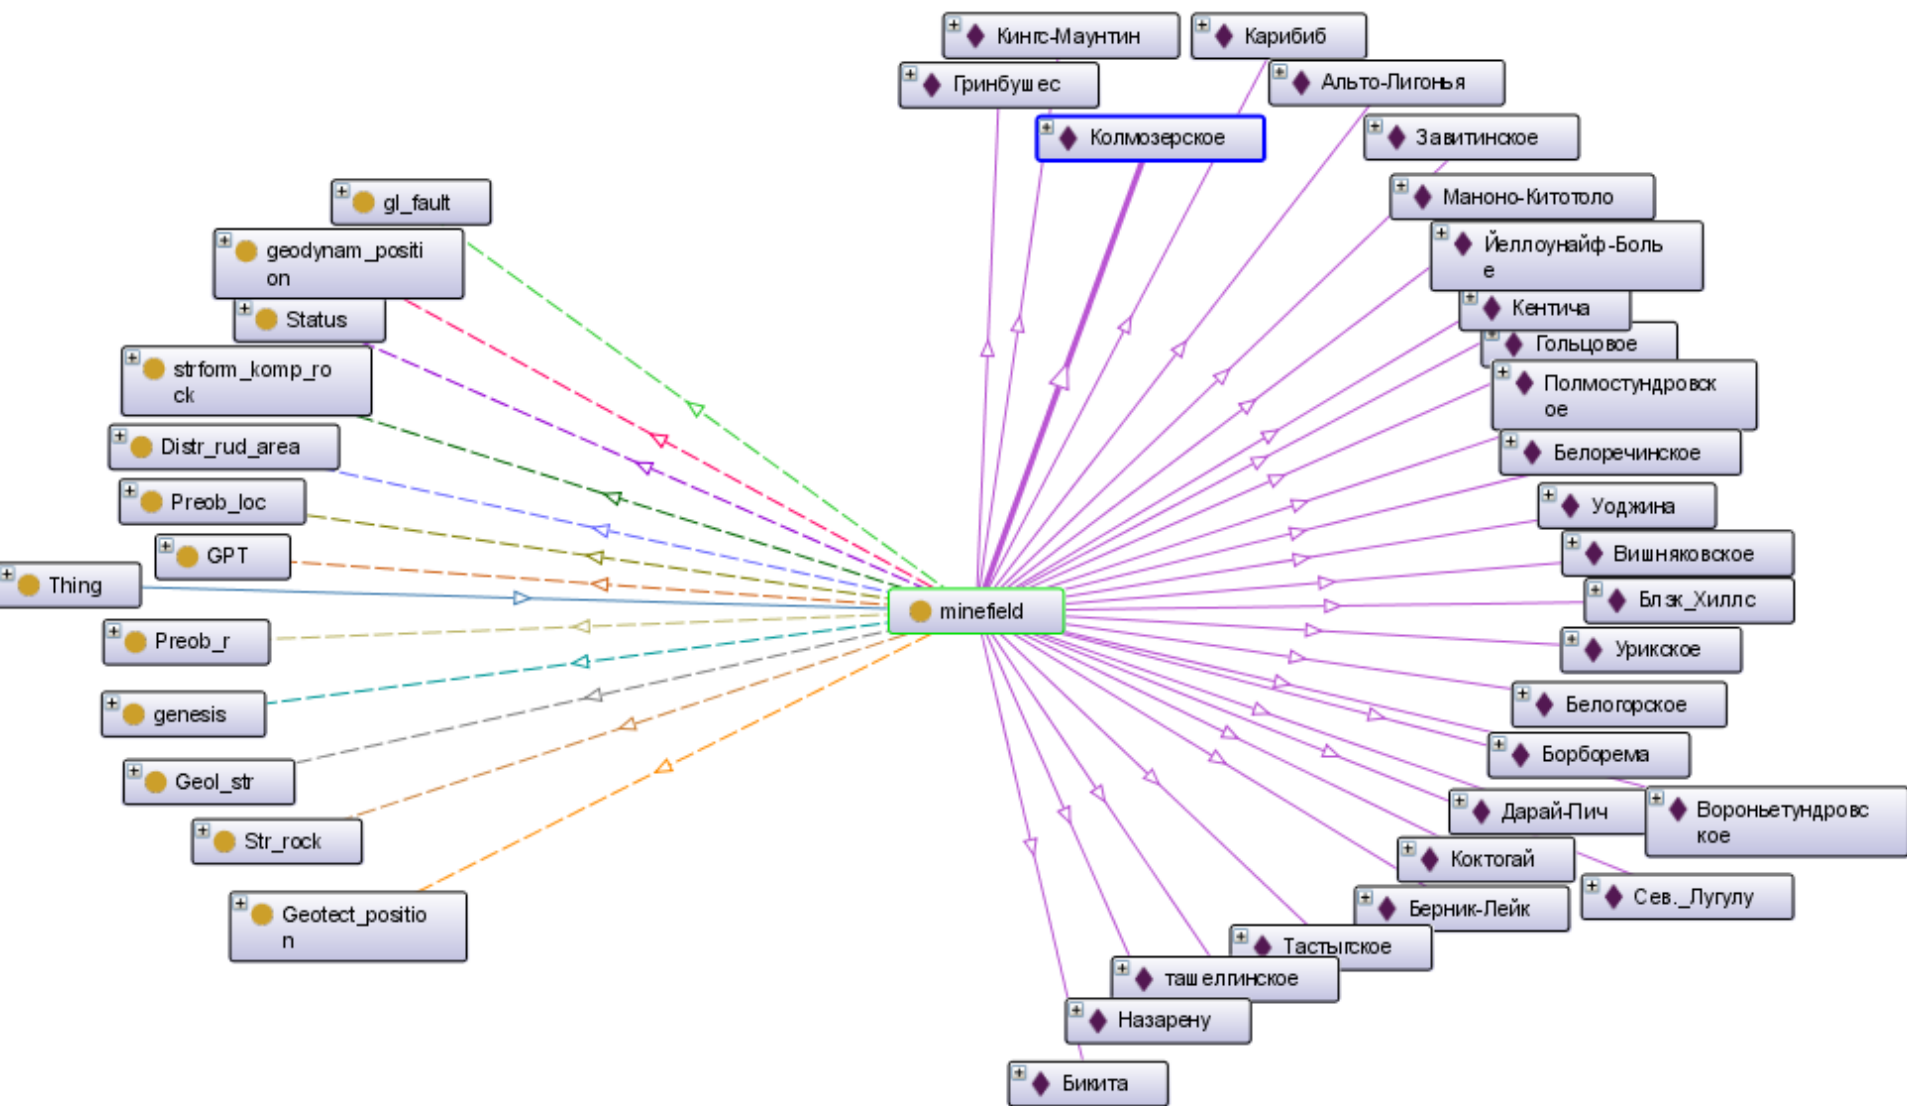 Кингс-Маунтин
Карибиб
Гринбушес
Альто-Лигонья
Колмозерское
Завитинское
Маноно-Китотоло
Йеллоунайф-Боль
е
Кентича
Гольцовое
Полмостундровск
ое
Белоречинское
Уоджина
Вишняковское
Блэк_Хиллс
Урикское
Белогорское
Борборема
Дарай-Пич
Вороньетундровс
кое
Коктогай
Сев._Лугулу
Берник-Лейк
Тастыгское
ташелгинское
Назарену
Бикита
gl_fault
geodynam_positi
on
Status
strform_komp_ro
ck
Distr_rud_area
Preob_loc
GPT
Thing
minefield
Preob_r
genesis
Geol_str
Str_rock
Geotect_positio
n